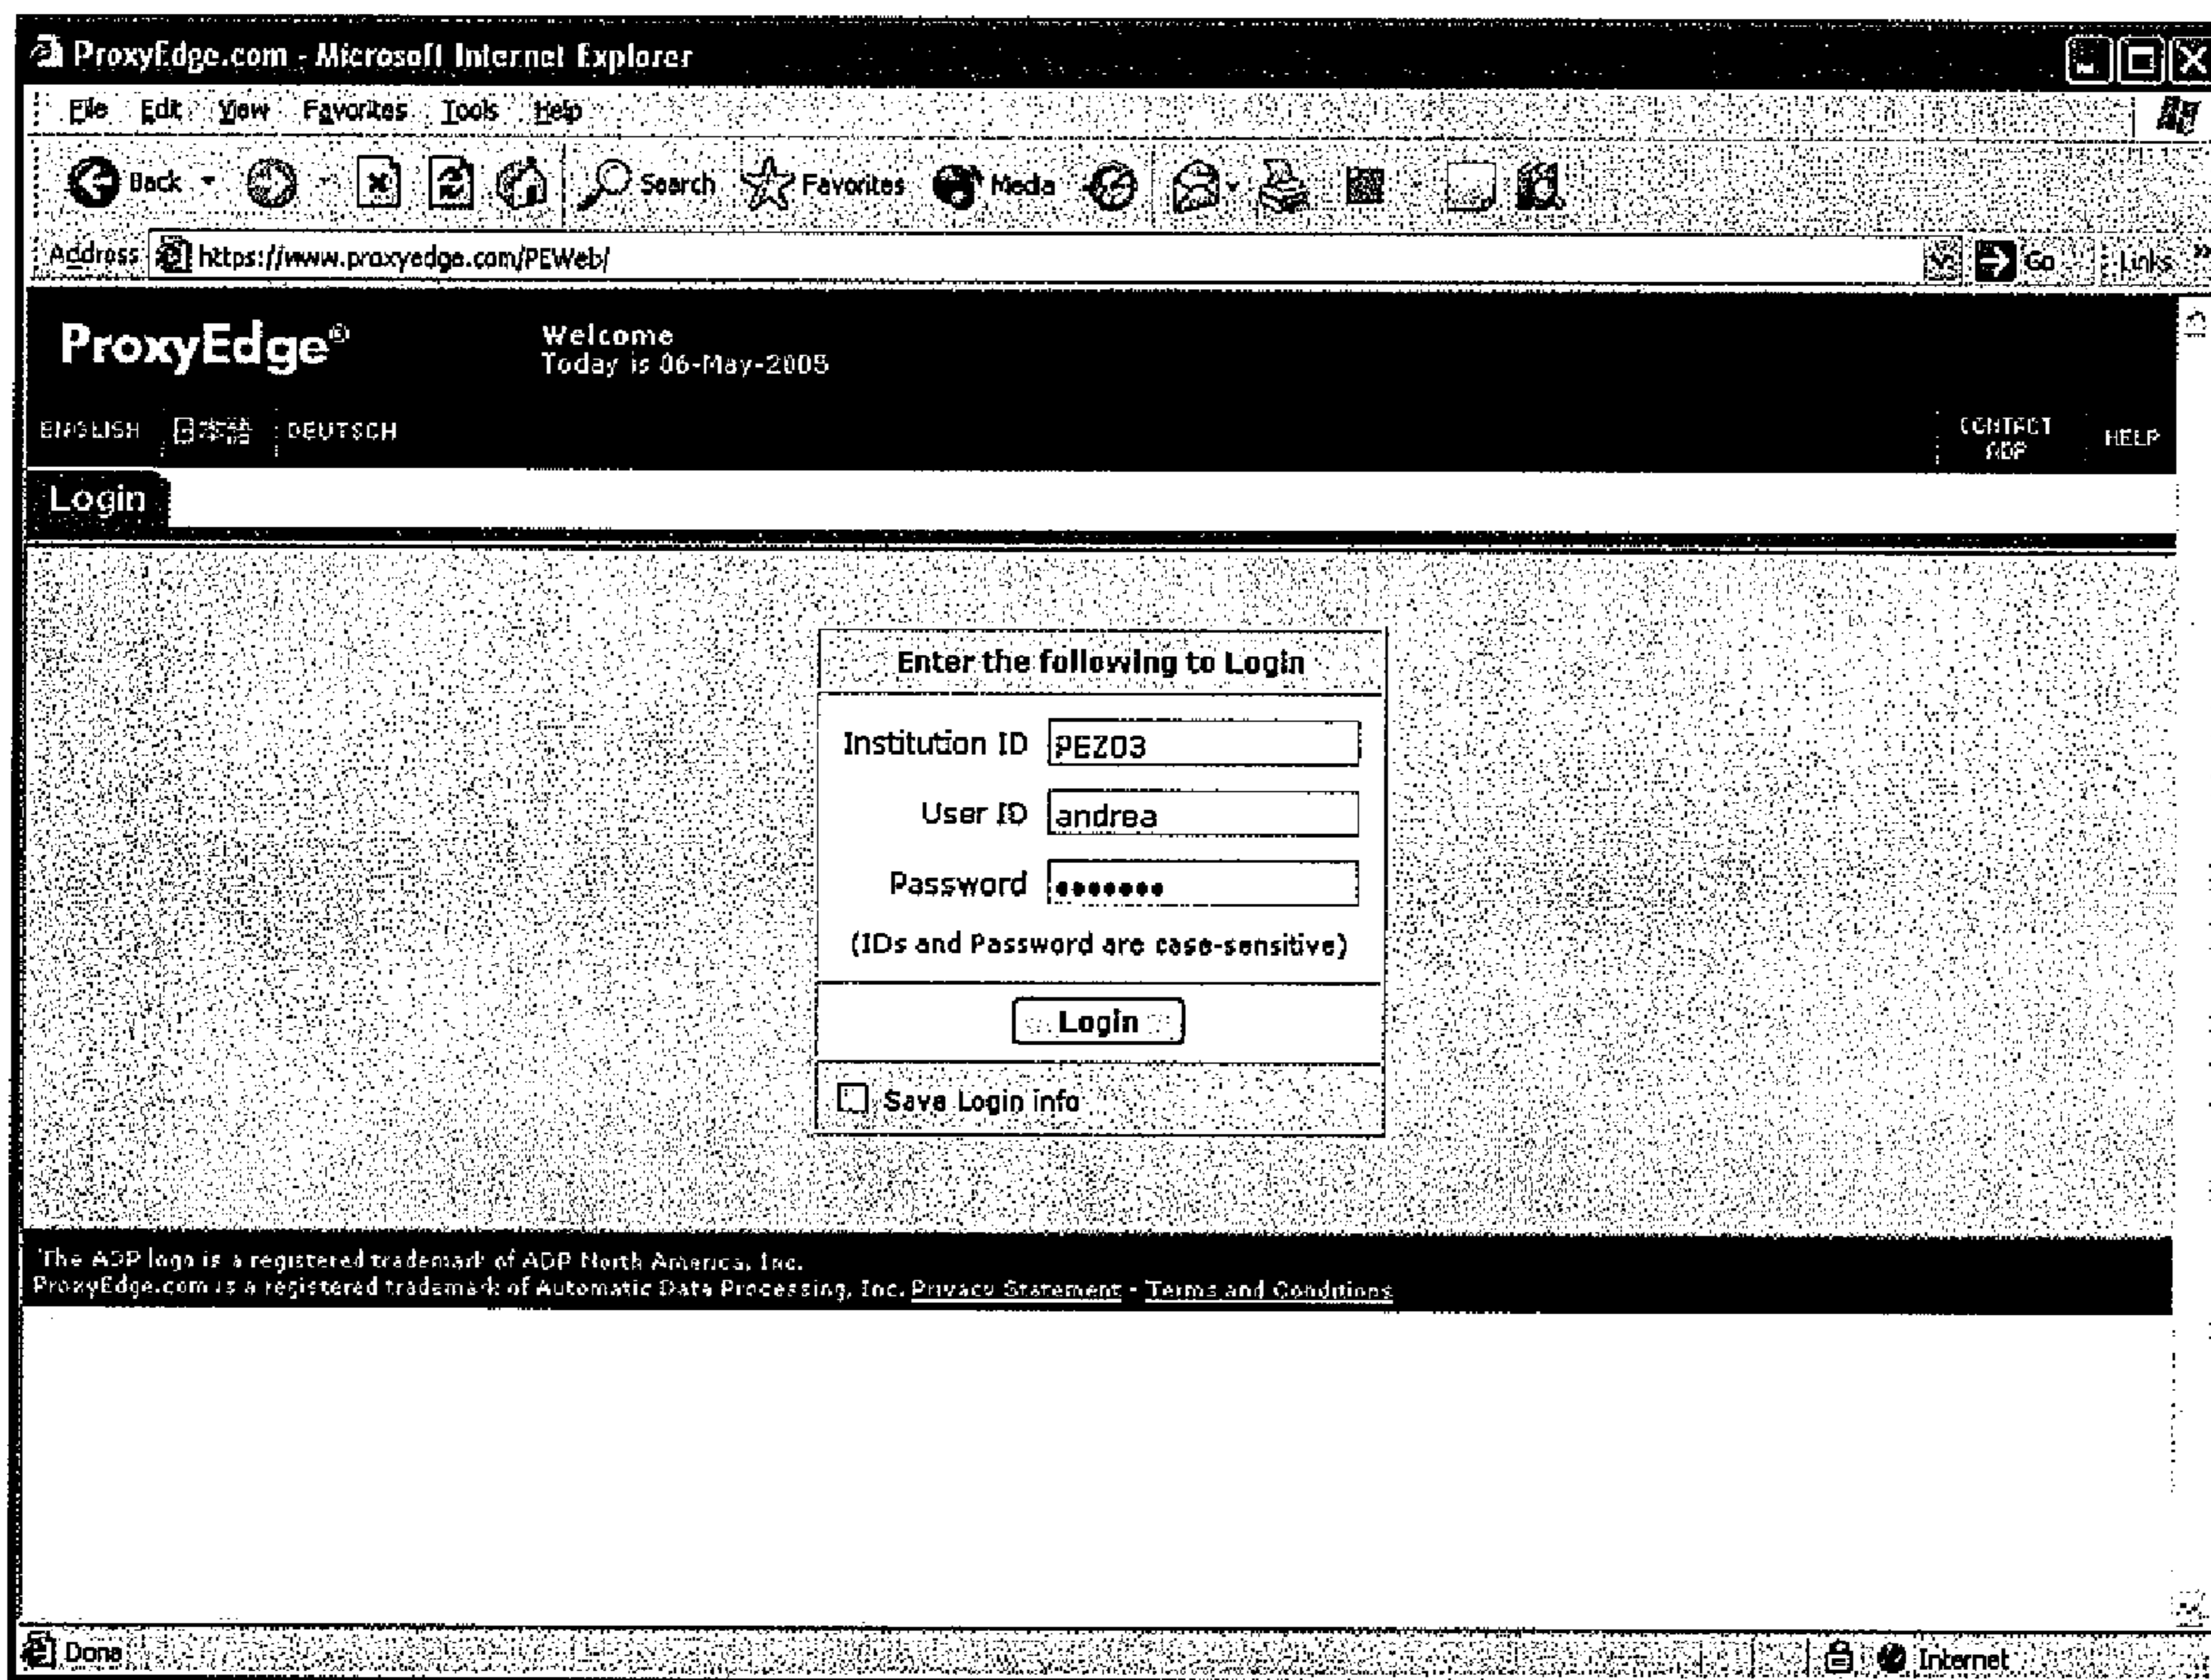 ProxyEdge.com - Microsoft Internet Explorer
File Edit View Favorites Tools Help
Back Search Favorites Media
Address https://www.proxyedge.com/PEWeb/ Go Links »
ProxyEdge® Welcome
Today is 06-May-2005
ENGLISH 日本語 DEUTSCH CONTACT ADP HELP
Login
Enter the following to Login
Institution ID PEZ03
User ID andrea
Password •••••••
(IDs and Password are case-sensitive)
Login
Save Login info
The ADP logo is a registered trademark of ADP North America, Inc.
ProxyEdge.com is a registered trademark of Automatic Data Processing, Inc. Privacy Statement - Terms and Conditions
Done Internet